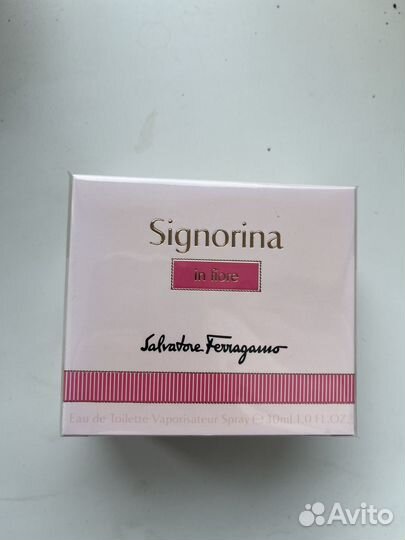 Signorina
in fiore
Salvatore Ferragamo
Eau de Toilette Vaporisateur Spray ℮ 30ml 1.0 FL.OZ.
Avito